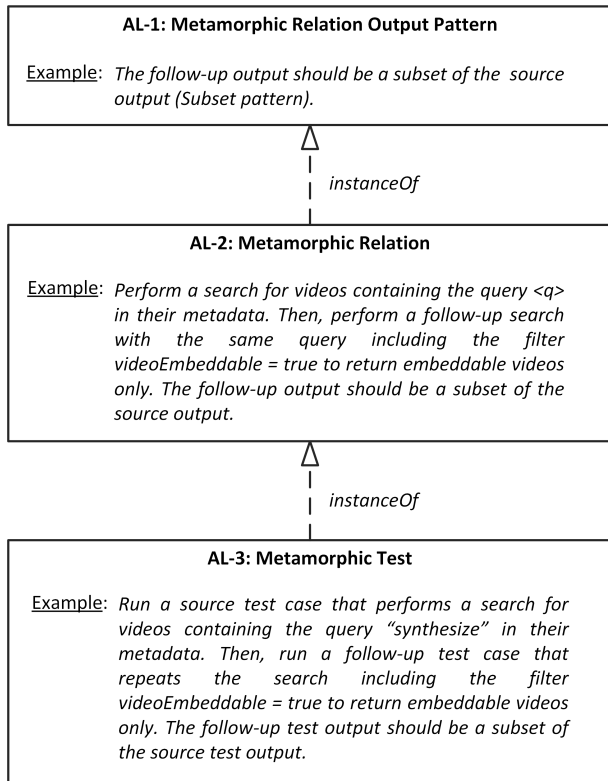 AL-1: Metamorphic Relation Output Pattern
Example: The follow-up output should be a subset of the source
output (Subset pattern).
instanceOf
AL-2: Metamorphic Relation
Example: Perform a search for videos containing the query <q>
in their metadata. Then, perform a follow-up search
with the same query including the filter
videoEmbeddable = true to return embeddable videos
only. The follow-up output should be a subset of the
source output.
instanceOf
AL-3: Metamorphic Test
Example: Run a source test case that performs a search for
videos containing the query “synthesize” in their
metadata. Then, run a follow-up test case that
repeats the search including the filter
videoEmbeddable = true to return embeddable videos
only. The follow-up test output should be a subset of
the source test output.